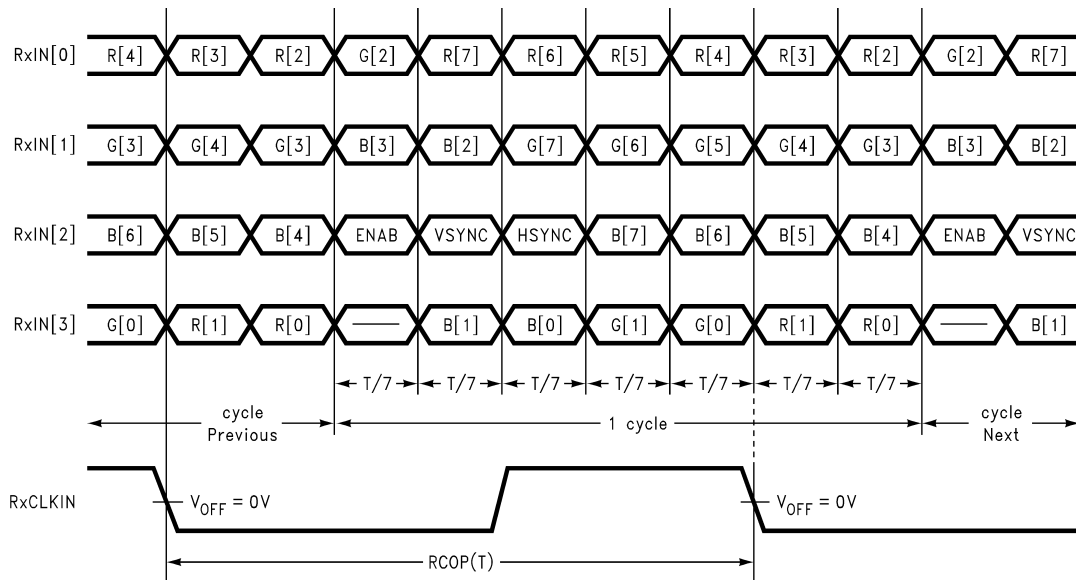 RxIN[0] R[4] R[3] R[2] G[2] R[7] R[6] R[5] R[4] R[3] R[2] G[2] R[7]
RxIN[1] G[3] G[4] G[3] B[3] B[2] G[7] G[6] G[5] G[4] G[3] B[3] B[2]
RxIN[2] B[6] B[5] B[4] ENAB VSYNC HSYNC B[7] B[6] B[5] B[4] ENAB VSYNC
RxIN[3] G[0] R[1] R[0] — B[1] B[0] G[1] G[0] R[1] R[0] — B[1]
T/7 T/7 T/7 T/7 T/7 T/7 T/7
cycle
Previous
1 cycle
cycle
Next
RxCLKIN
VOFF = 0V
VOFF = 0V
RCOP(T)